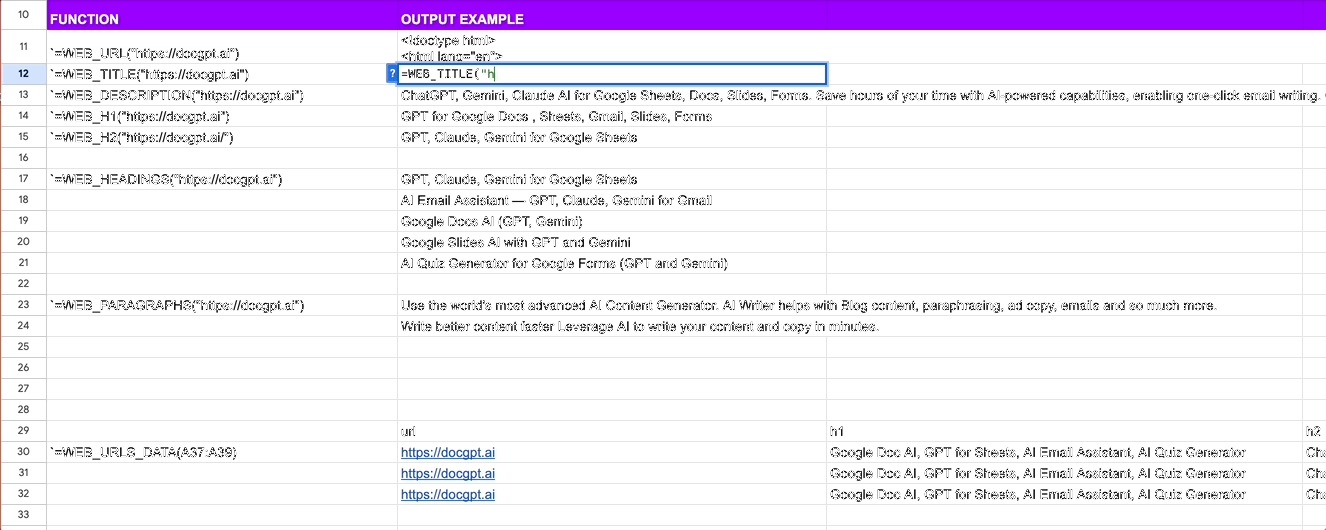 10 FUNCTION OUTPUT EXAMPLE
<!doctype html>
11 `=WEB_URL("https://docgpt.ai") <html lang="en">
12 `=WEB_TITLE("https://docgpt.ai") ? =WEB_TITLE("h
13 `=WEB_DESCRIPTION("https://docgpt.ai") ChatGPT, Gemini, Claude AI for Google Sheets, Docs, Slides, Forms. Save hours of your time with AI-powered capabilities, enabling one-click email writing.
14 `=WEB_H1("https://docgpt.ai") GPT for Google Docs , Sheets, Gmail, Slides, Forms
15 `=WEB_H2("https://docgpt.ai/") GPT, Claude, Gemini for Google Sheets
16
17 `=WEB_HEADINGS("https://docgpt.ai") GPT, Claude, Gemini for Google Sheets
18 AI Email Assistant — GPT, Claude, Gemini for Gmail
19 Google Docs AI (GPT, Gemini)
20 Google Slides AI with GPT and Gemini
21 AI Quiz Generator for Google Forms (GPT and Gemini)
22
23 `=WEB_PARAGRAPHS("https://docgpt.ai") Use the world's most advanced AI Content Generator. AI Writer helps with Blog content, paraphrasing, ad copy, emails and so much more.
24 Write better content faster Leverage AI to write your content and copy in minutes.
25
26
27
28
29 url h1 h2
30 `=WEB_URLS_DATA(A37:A39) https://docgpt.ai Google Doc AI, GPT for Sheets, AI Email Assistant, AI Quiz Generator
31 https://docgpt.ai Google Doc AI, GPT for Sheets, AI Email Assistant, AI Quiz Generator
32 https://docgpt.ai Google Doc AI, GPT for Sheets, AI Email Assistant, AI Quiz Generator
33